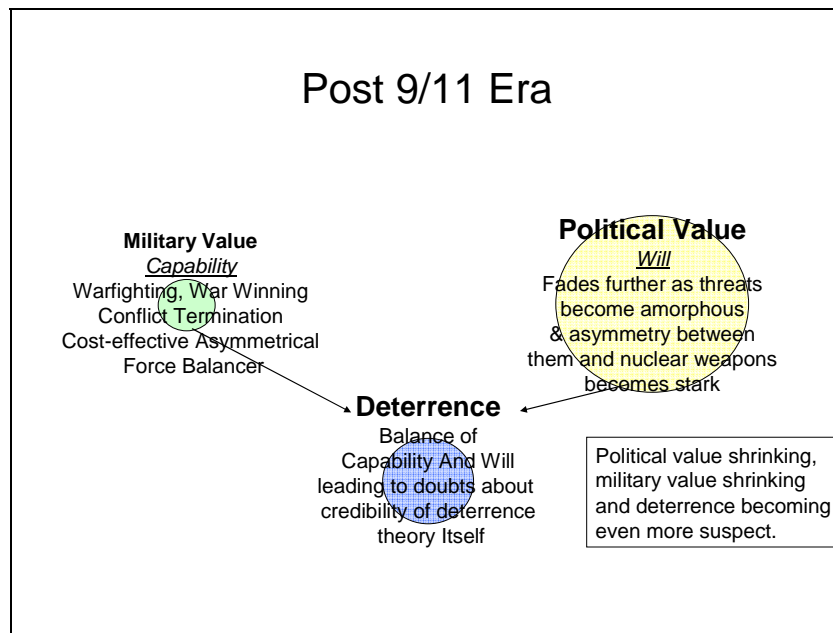 Post 9/11 Era
Military Value
Capability
Warfighting, War Winning
Conflict Termination
Cost-effective Asymmetrical
Force Balancer
Political Value
Will
Fades further as threats
become amorphous
& asymmetry between
them and nuclear weapons
becomes stark
Deterrence
Balance of
Capability And Will
leading to doubts about
credibility of deterrence
theory Itself
Political value shrinking,
military value shrinking
and deterrence becoming
even more suspect.